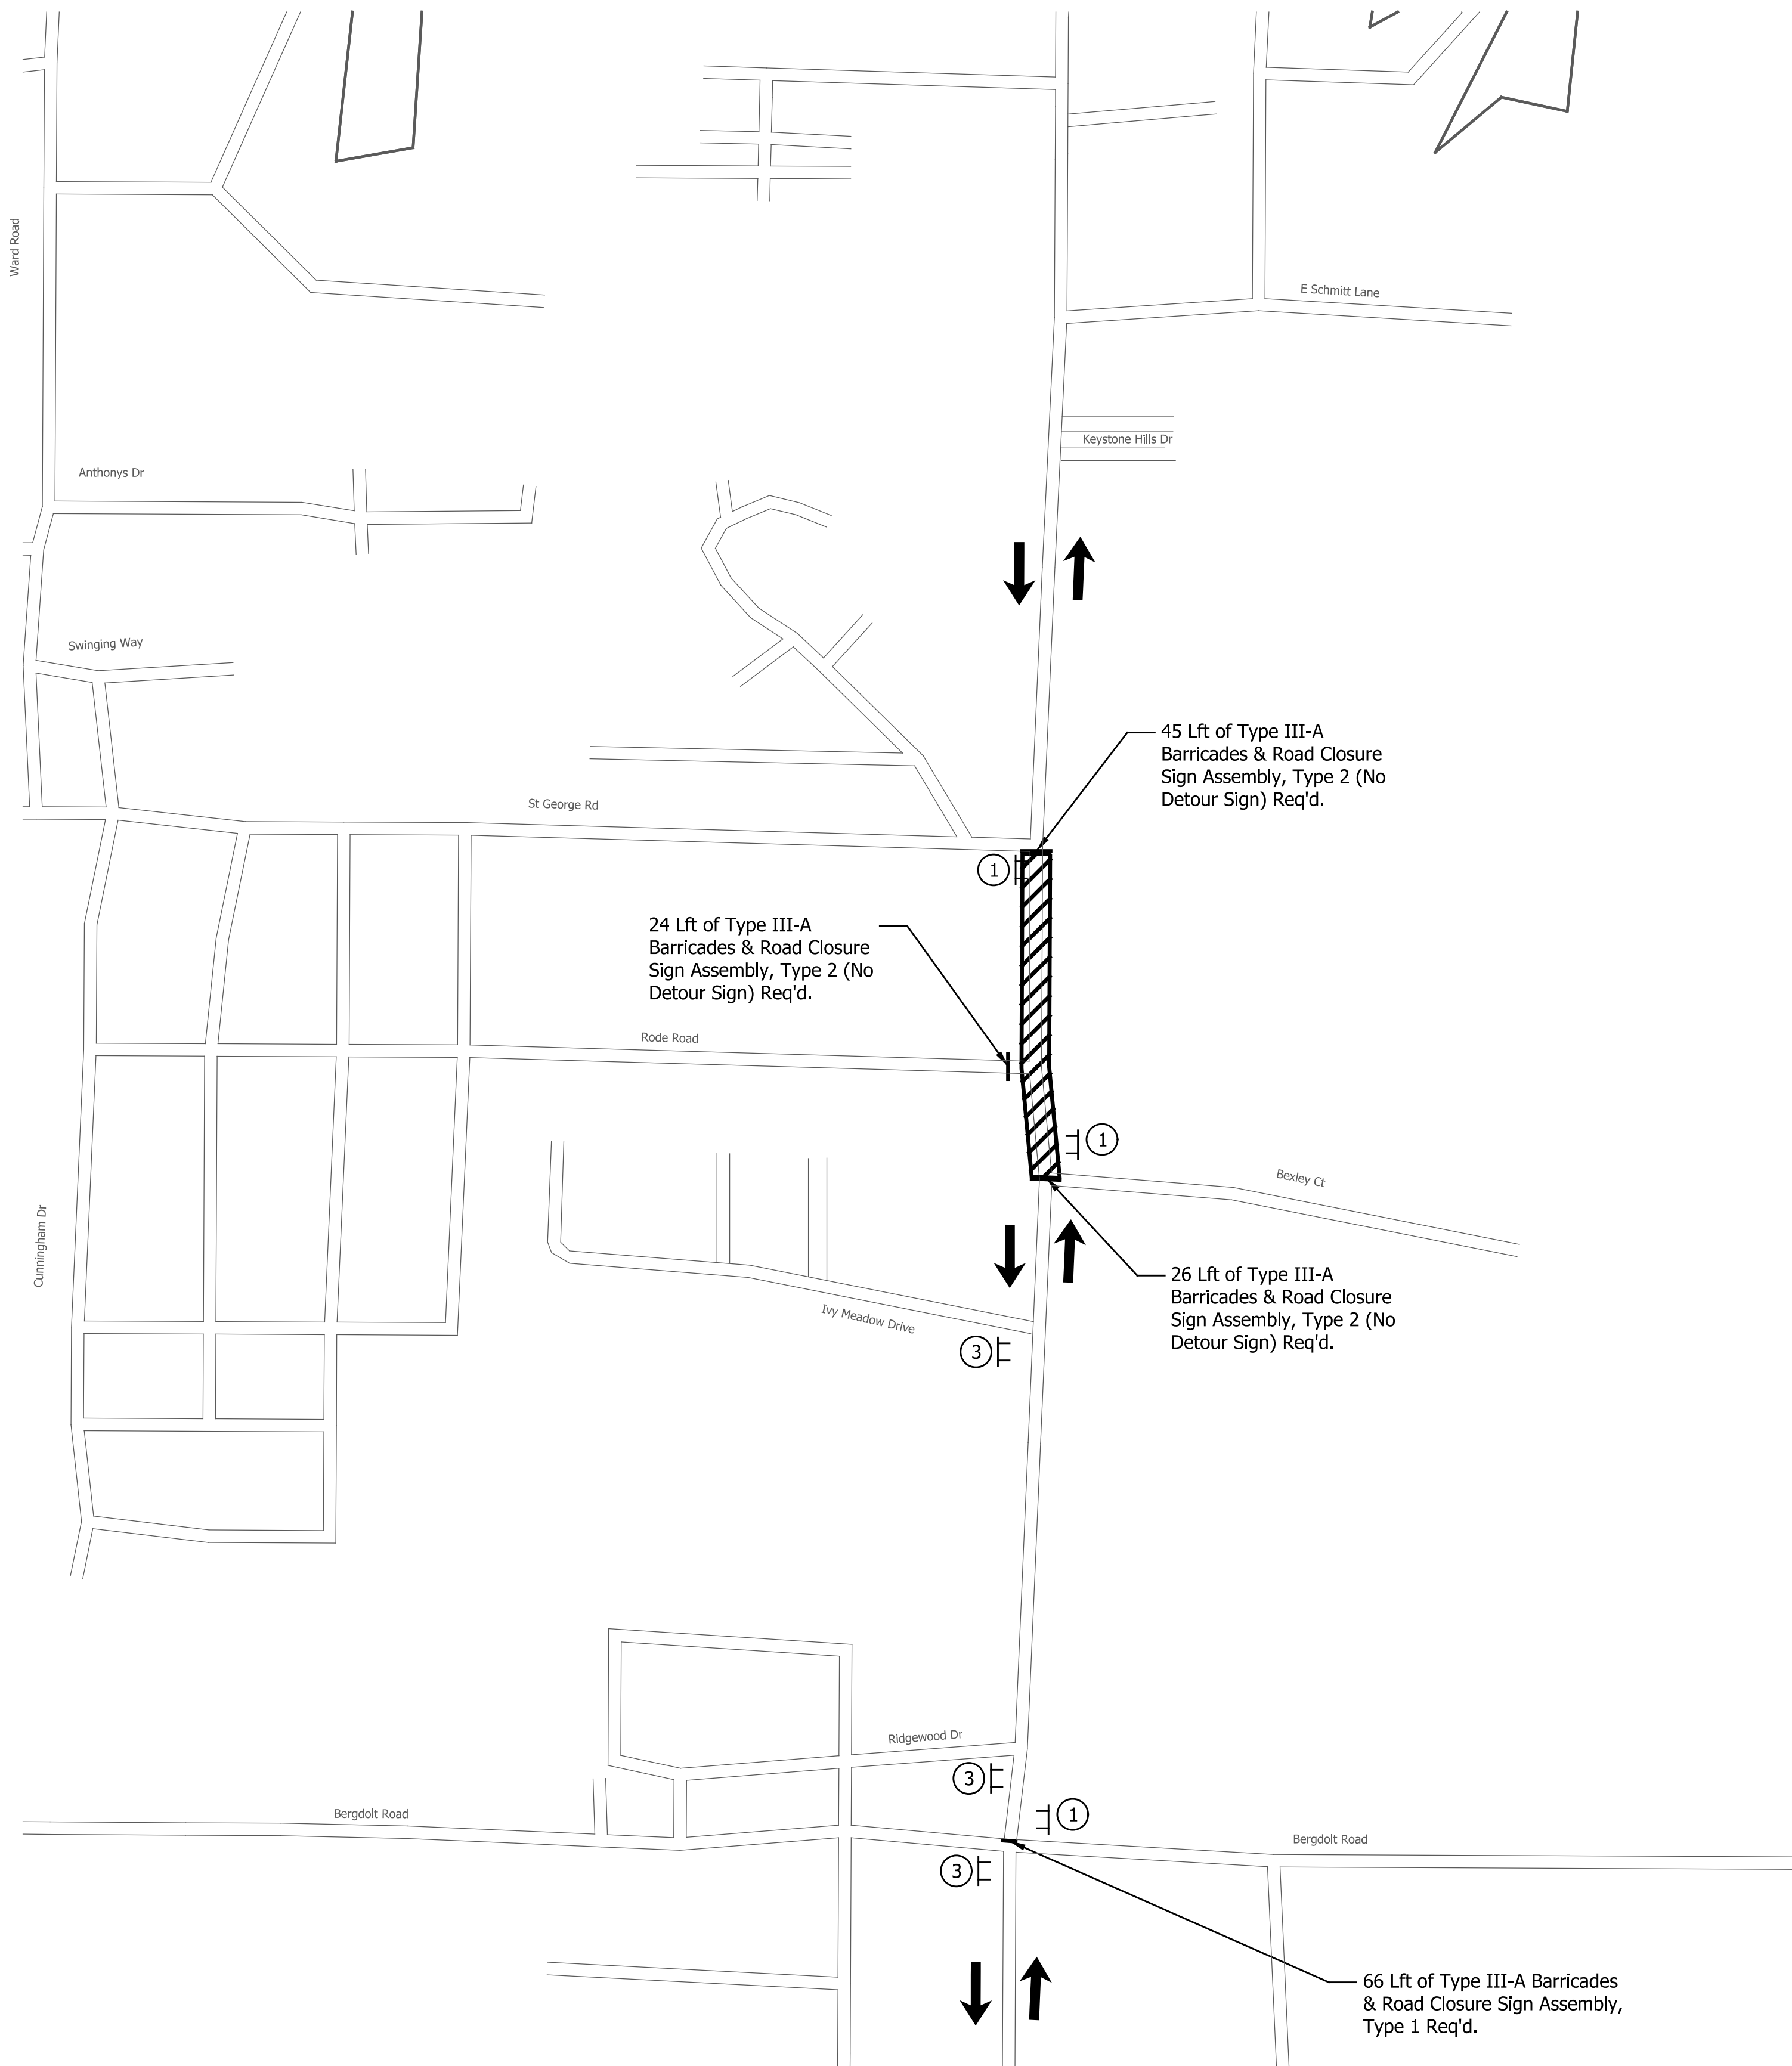 Ward Road
E Schmitt Lane
Keystone Hills Dr
Anthonys Dr
Swinging Way
45 Lft of Type III-A
Barricades & Road Closure
Sign Assembly, Type 2 (No
Detour Sign) Req'd.
St George Rd
1
24 Lft of Type III-A
Barricades & Road Closure
Sign Assembly, Type 2 (No
Detour Sign) Req'd.
Rode Road
1
Bexley Ct
Cunningham Dr
26 Lft of Type III-A
Barricades & Road Closure
Sign Assembly, Type 2 (No
Detour Sign) Req'd.
Ivy Meadow Drive
3
Ridgewood Dr
3
1
Bergdolt Road
Bergdolt Road
3
66 Lft of Type III-A Barricades
& Road Closure Sign Assembly,
Type 1 Req'd.